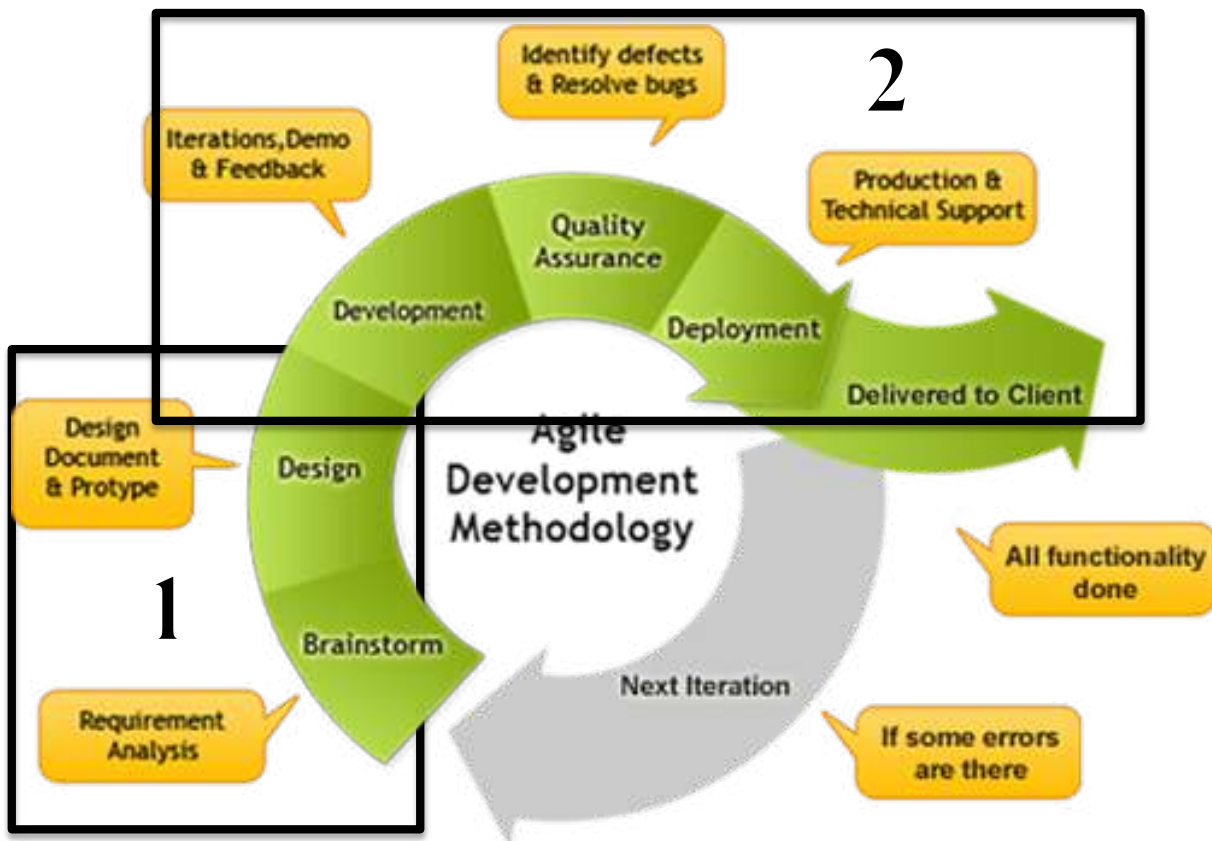 Identify defects
& Resolve bugs
2
Iterations,Demo
& Feedback
Production &
Technical Support
Quality
Assurance
Development
Deployment
Delivered to Client
Design
Document
& Protype
Design
Agile
Development
Methodology
All functionality
done
1
Brainstorm
Next Iteration
Requirement
Analysis
If some errors
are there